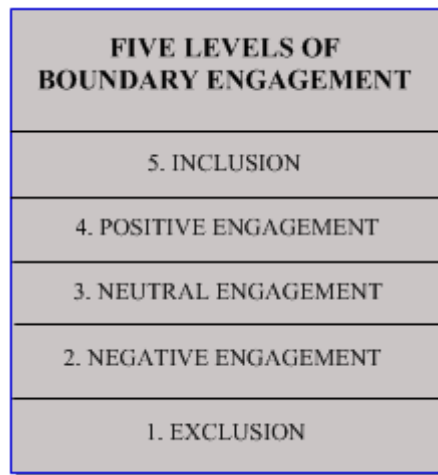 FIVE LEVELS OF
BOUNDARY ENGAGEMENT
5. INCLUSION
4. POSITIVE ENGAGEMENT
3. NEUTRAL ENGAGEMENT
2. NEGATIVE ENGAGEMENT
1. EXCLUSION